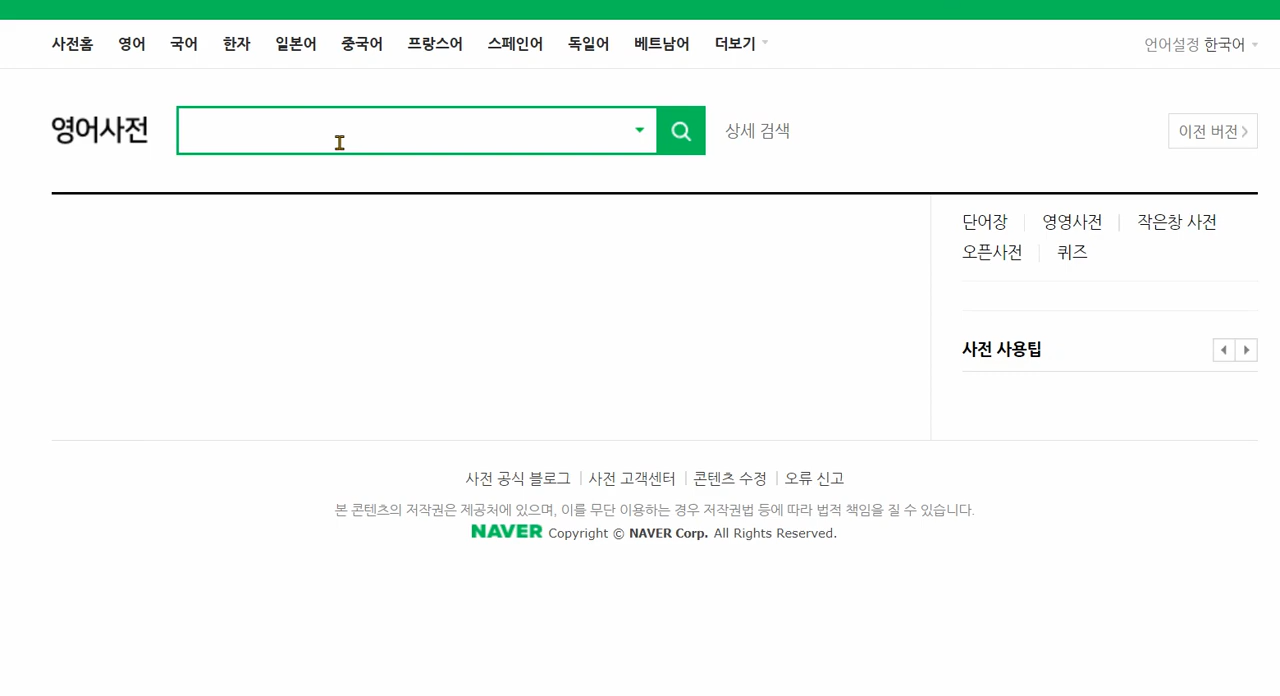 사전홈 영어 국어 한자 일본어 중국어 프랑스어 스페인어 독일어 베트남어 더보기 언어설정 한국어
영어사전 상세 검색 이전 버전
단어장 영영사전 작은창 사전
오픈사전 퀴즈
사전 사용팁
사전 공식 블로그 사전 고객센터 콘텐츠 수정 오류 신고
본 콘텐츠의 저작권은 제공처에 있으며, 이를 무단 이용하는 경우 저작권법 등에 따라 법적 책임을 질 수 있습니다.
NAVER Copyright © NAVER Corp. All Rights Reserved.